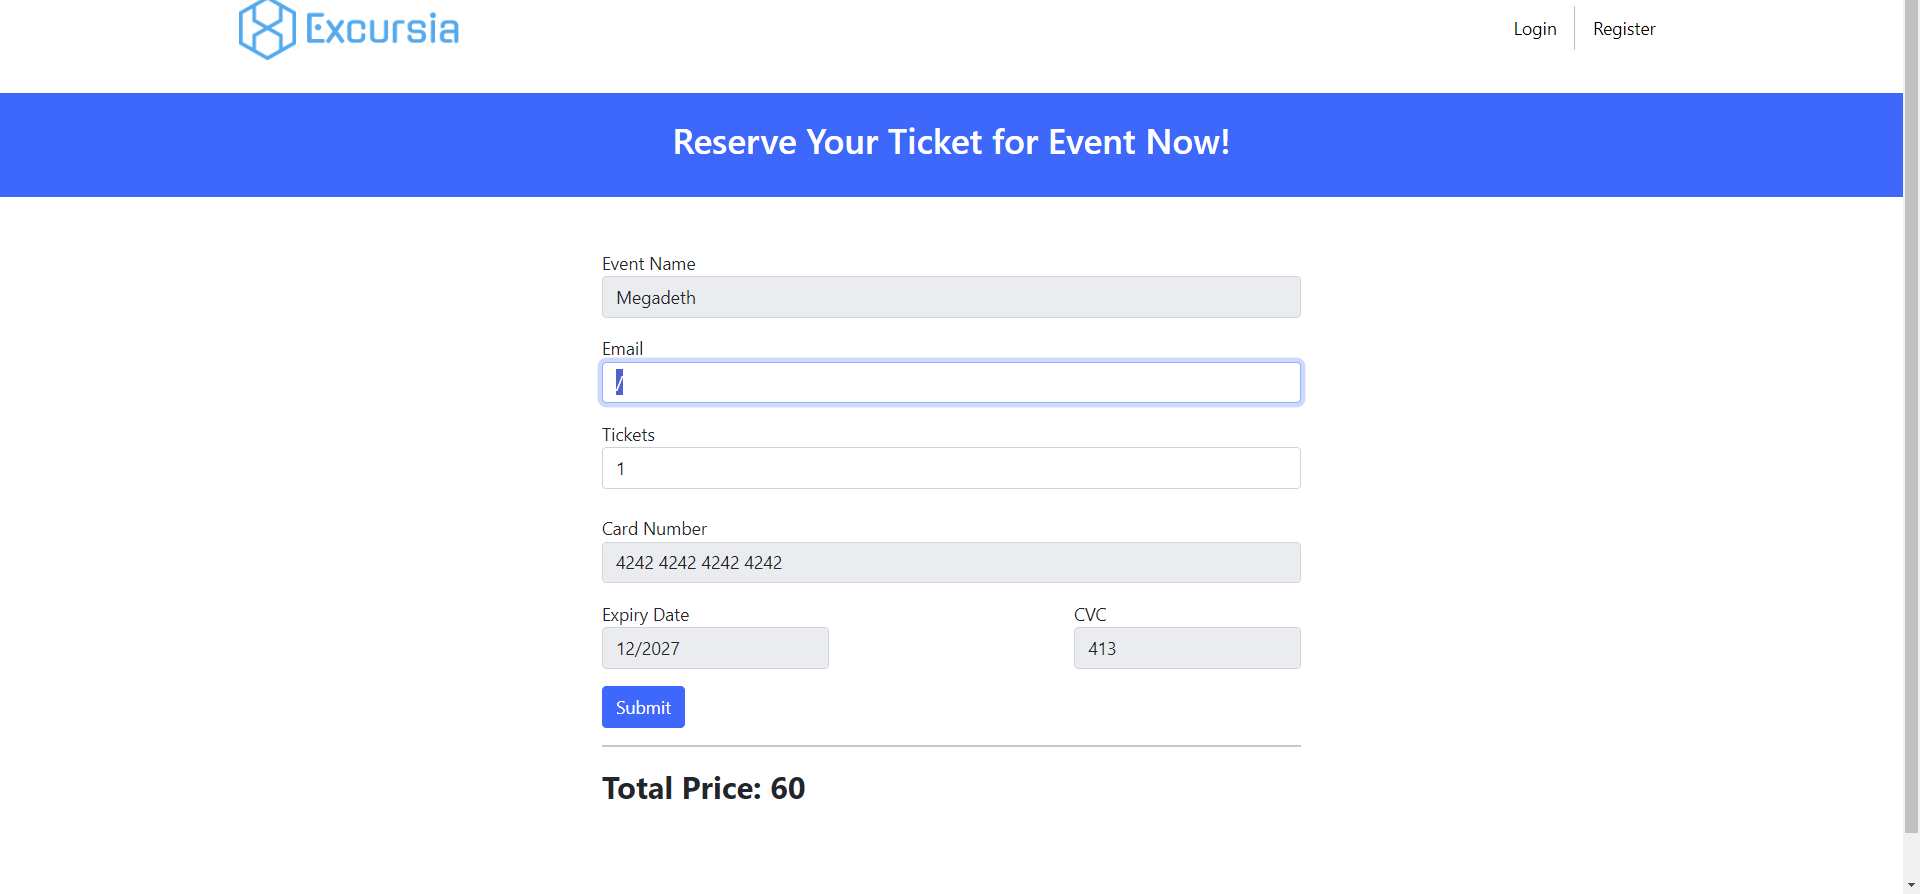 Excursia
Login
Register
Reserve Your Ticket for Event Now!
Event Name
Megadeth
Email
/
Tickets
1
Card Number
4242 4242 4242 4242
Expiry Date
CVC
12/2027
413
Submit
Total Price: 60